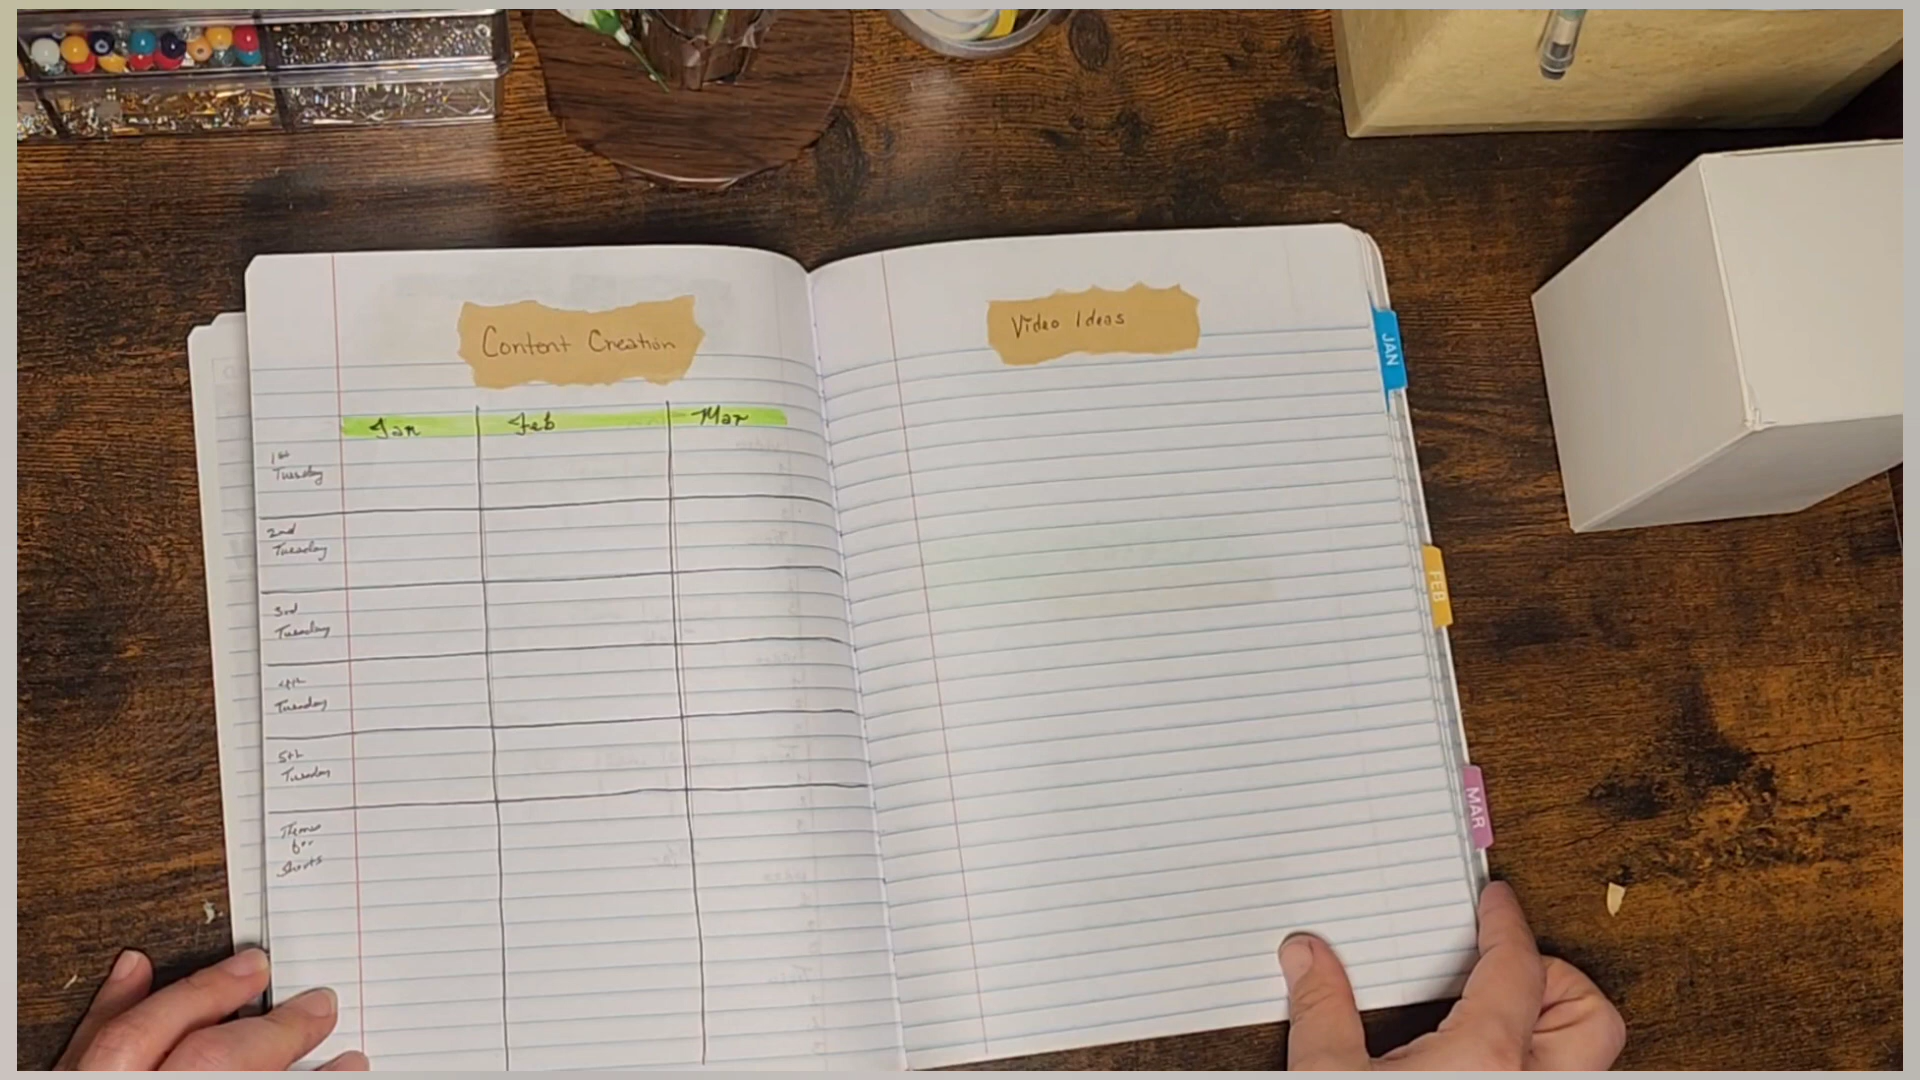 Content Creation
Jan Feb Mar
1st
Tuesday
2nd
Tuesday
3rd
Tuesday
4th
Tuesday
5th
Tuesday
Themes
for
Shorts
Video Ideas
JAN
FEB
MAR